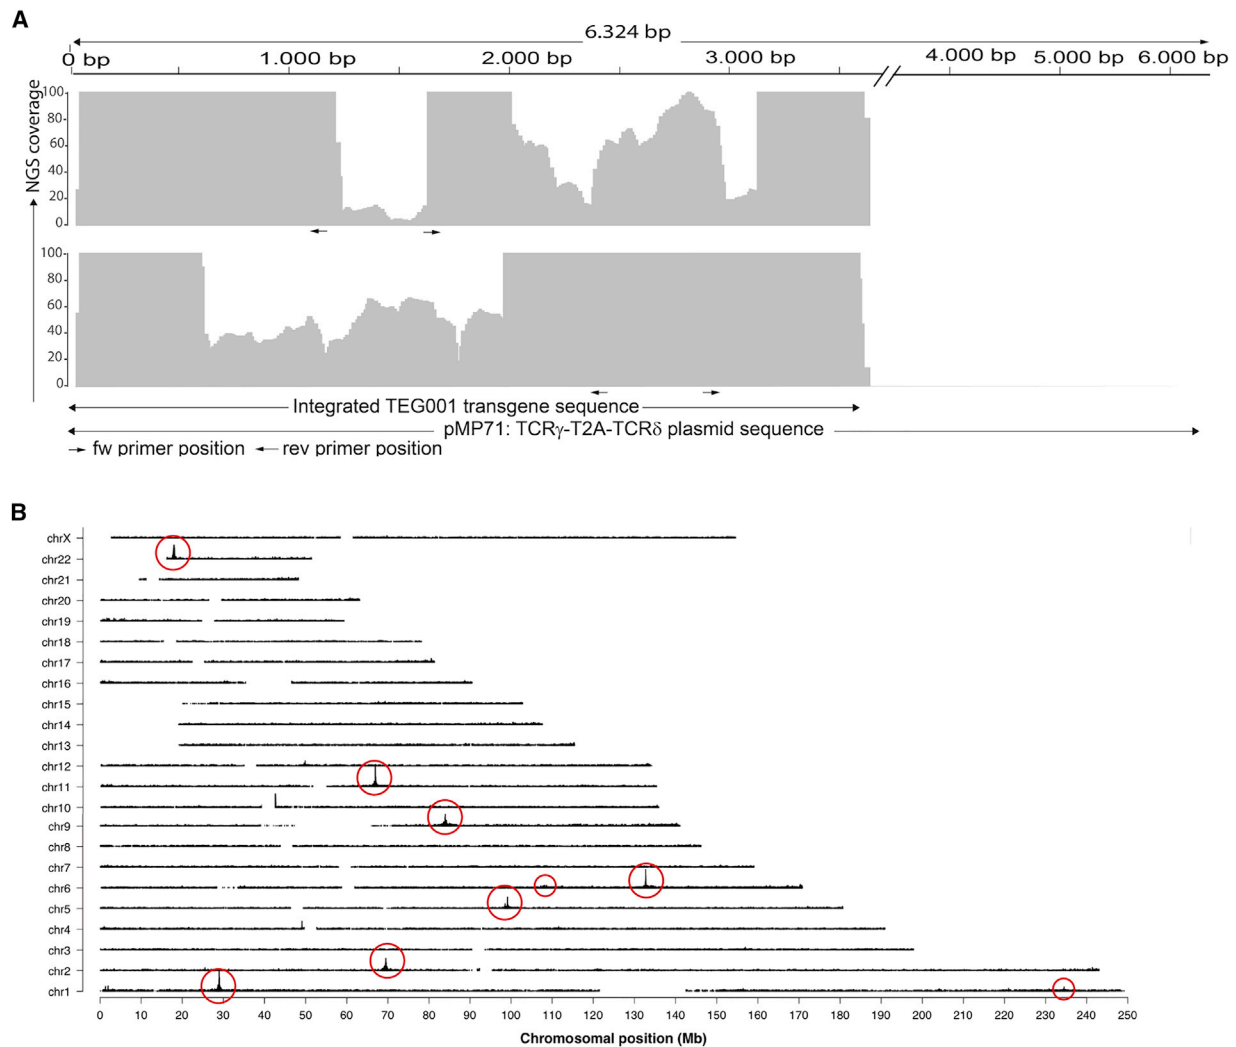 A
6.324 bp
0 bp 1.000 bp 2.000 bp 3.000 bp 4.000 bp 5.000 bp 6.000 bp
NGS coverage
100
80
60
40
20
0
100
80
60
40
20
0
Integrated TEG001 transgene sequence
pMP71: TCRγ-T2A-TCRδ plasmid sequence
fw primer position rev primer position
B
chrX
chr22
chr21
chr20
chr19
chr18
chr17
chr16
chr15
chr14
chr13
chr12
chr11
chr10
chr9
chr8
chr7
chr6
chr5
chr4
chr3
chr2
chr1
0 10 20 30 40 50 60 70 80 90 100 110 120 130 140 150 160 170 180 190 200 210 220 230 240 250
Chromosomal position (Mb)